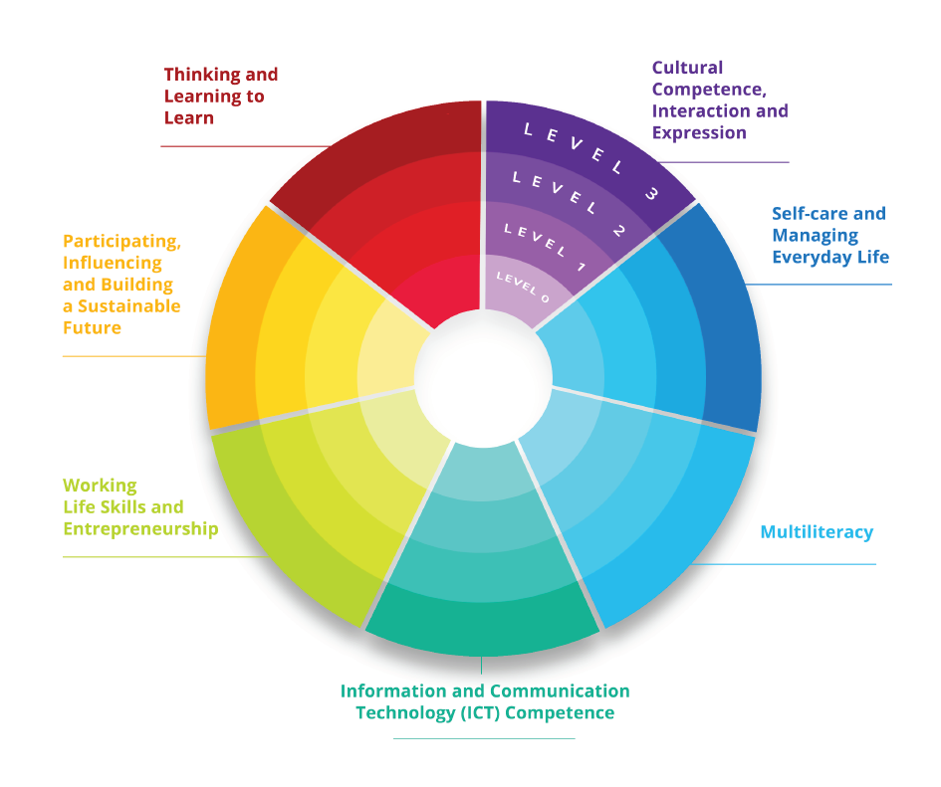 Thinking and
Learning to
Learn
Cultural
Competence,
Interaction and
Expression
LEVEL 3
LEVEL 2
LEVEL 1
LEVEL 0
Self-care and
Managing
Everyday Life
Participating,
Influencing
and Building
a Sustainable
Future
Working
Life Skills and
Entrepreneurship
Multiliteracy
Information and Communication
Technology (ICT) Competence